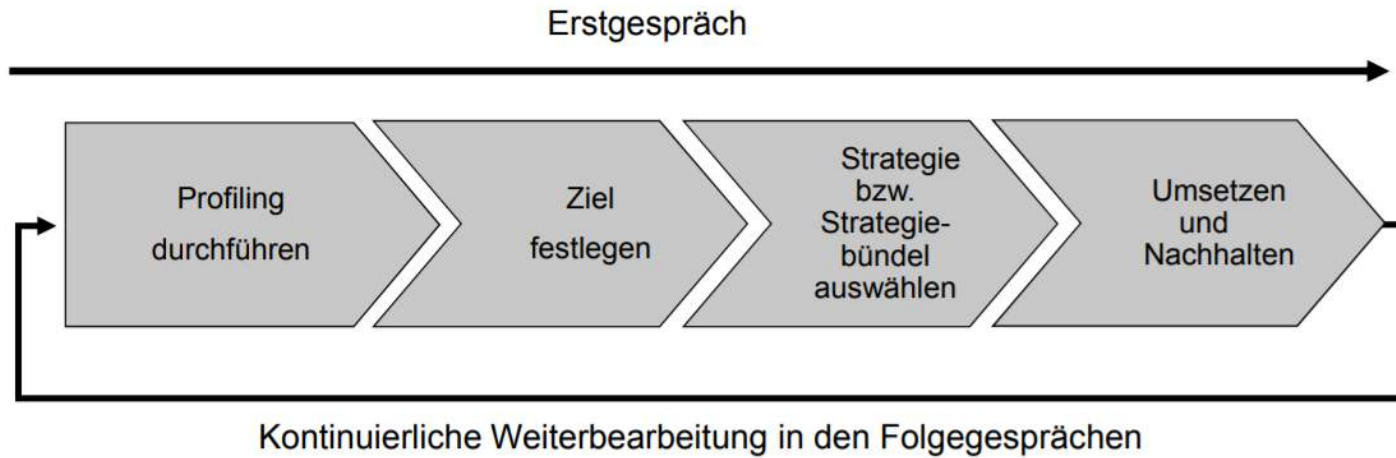 Erstgespräch
Profiling
durchführen
Ziel
festlegen
Strategie
bzw.
Strategie-
bündel
auswählen
Umsetzen
und
Nachhalten
Kontinuierliche Weiterbearbeitung in den Folgegesprächen